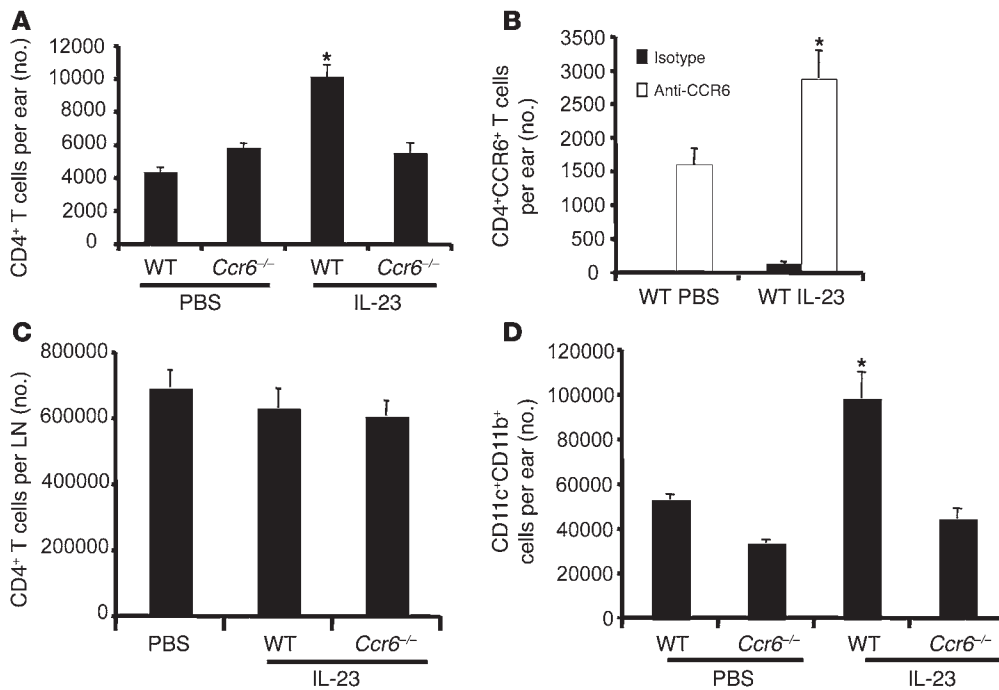 A
CD4⁺ T cells per ear (no.)
12000
10000
8000
6000
4000
2000
0
*
WT
Ccr6⁻/⁻
WT
Ccr6⁻/⁻
PBS
IL-23
B
CD4⁺CCR6⁺ T cells
per ear (no.)
3500
3000
2500
2000
1500
1000
500
0
Isotype
Anti-CCR6
*
WT PBS
WT IL-23
C
CD4⁺ T cells per LN (no.)
800000
600000
400000
200000
0
PBS
WT
Ccr6⁻/⁻
IL-23
D
CD11c⁺CD11b⁺
cells per ear (no.)
120000
100000
80000
60000
40000
20000
0
*
WT
Ccr6⁻/⁻
WT
Ccr6⁻/⁻
PBS
IL-23